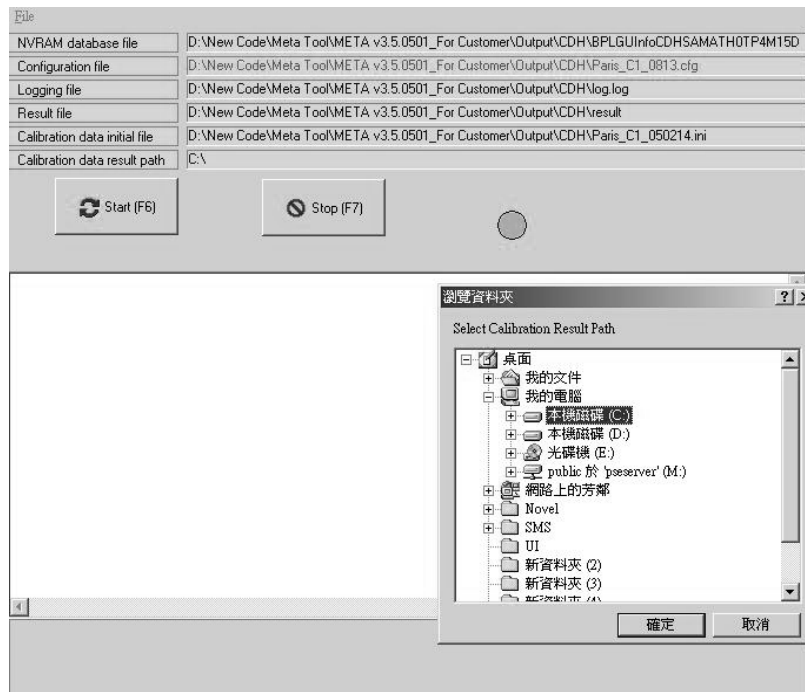 File
NVRAM database file D:\New Code\Meta Tool\META v3.5.0501_For Customer\Output\CDH\BPLGUInfoCDHSAMATH0TP4M15D
Configuration file D:\New Code\Meta Tool\META v3.5.0501_For Customer\Output\CDH\Paris_C1_0813.cfg
Logging file D:\New Code\Meta Tool\META v3.5.0501_For Customer\Output\CDH\log.log
Result file D:\New Code\Meta Tool\META v3.5.0501_For Customer\Output\CDH\result
Calibration data initial file D:\New Code\Meta Tool\META v3.5.0501_For Customer\Output\CDH\Paris_C1_050214.ini
Calibration data result path C:\
Start (F6) Stop (F7)
瀏覽資料夾
Select Calibration Result Path
桌面
我的文件
我的電腦
本機磁碟 (C:)
本機磁碟 (D:)
光碟機 (E:)
public 於 'pseserver' (M:)
網路上的芳鄰
Novel
SMS
UI
新資料夾 (2)
新資料夾 (3)
新資料夾 (4)
確定 取消